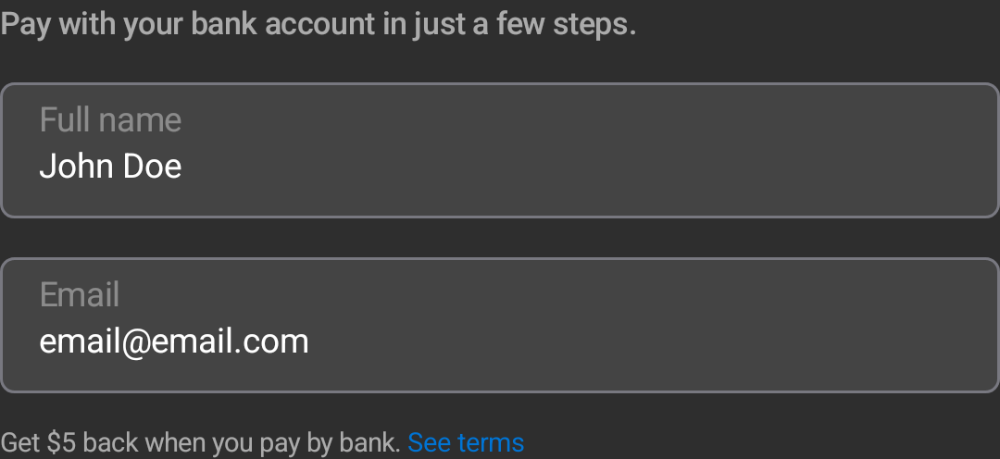 Pay with your bank account in just a few steps.
Full name
John Doe
Email
email@email.com
Get $5 back when you pay by bank. See terms